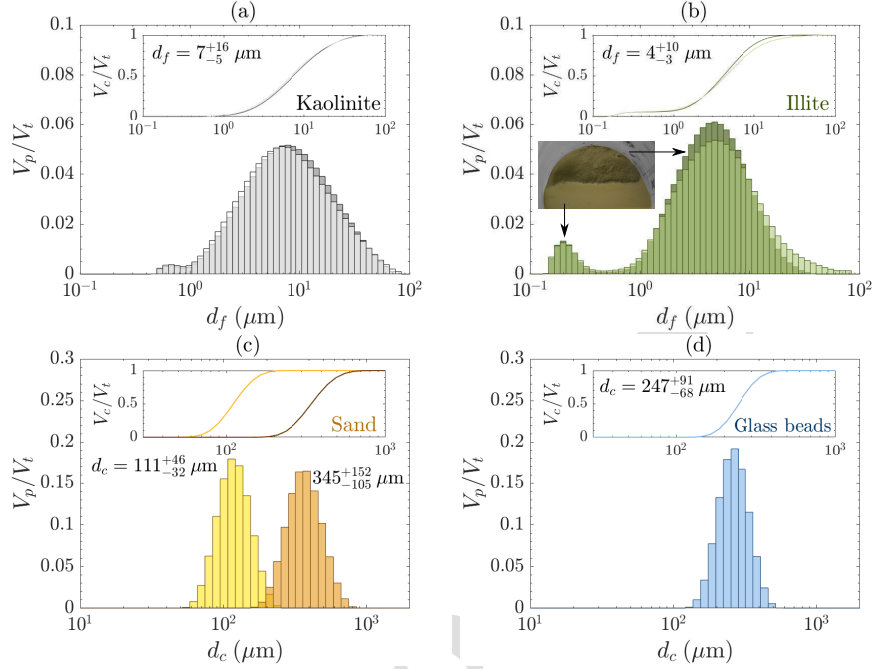 (a)
0.1
0.08
0.06
0.04
0.02
0
V_p/V_t
10^-1
10^0
10^1
10^2
d_f (μm)
1
0.5
0
V_c/V_t
d_f = 7^{+16}_{-5} μm
Kaolinite
10^-1
10^0
10^1
10^2
(b)
0.1
0.08
0.06
0.04
0.02
0
V_p/V_t
10^-1
10^0
10^1
10^2
d_f (μm)
1
0.5
0
V_c/V_t
d_f = 4^{+10}_{-3} μm
Illite
10^-1
10^0
10^1
10^2
(c)
0.3
0.25
0.2
0.15
0.1
0.05
0
V_p/V_t
10^1
10^2
10^3
d_c (μm)
1
0.5
0
V_c/V_t
Sand
10^2
10^3
d_c = 111^{+46}_{-32} μm
345^{+152}_{-105} μm
(d)
0.3
0.25
0.2
0.15
0.1
0.05
0
V_p/V_t
10^1
10^2
10^3
d_c (μm)
1
0.5
0
V_c/V_t
d_c = 247^{+91}_{-68} μm
Glass beads
10^2
10^3